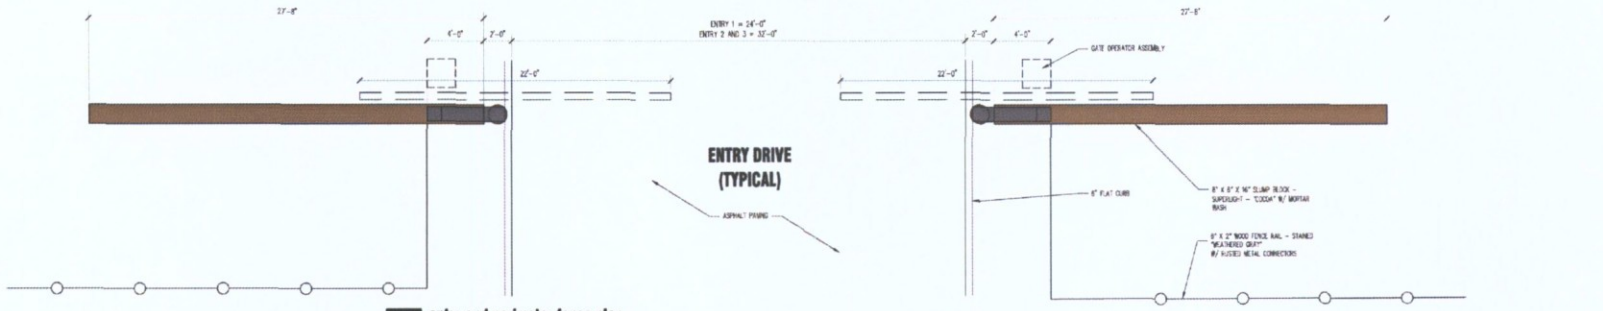 27'-8"
27'-8"
ENTRY 1 = 24'-0"
ENTRY 2 AND 3 = 32'-0"
4'-0"
2'-0"
2'-0"
4'-0"
GATE OPERATOR ASSEMBLY
22'-0"
22'-0"
ENTRY DRIVE
(TYPICAL)
ASPHALT PAVING
6" FLAT CURB
8" X 8" X 16" SLUMP BLOCK -
SUPERLIGHT - "COCOA" W/ MORTAR
WASH
X 2" WOOD FENCE RAIL - STAINED
"WEATHERED GRAY"
W/ RUSTED METAL CONNECTORS